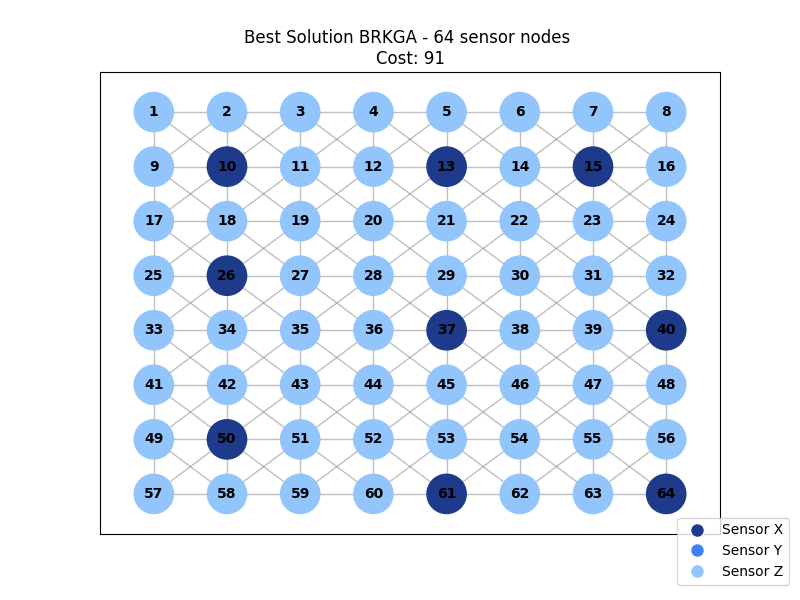 Best Solution BRKGA - 64 sensor nodes
Cost: 91
1 2 3 4 5 6 7 8
9 10 11 12 13 14 15 16
17 18 19 20 21 22 23 24
25 26 27 28 29 30 31 32
33 34 35 36 37 38 39 40
41 42 43 44 45 46 47 48
49 50 51 52 53 54 55 56
57 58 59 60 61 62 63 64
Sensor X
Sensor Y
Sensor Z